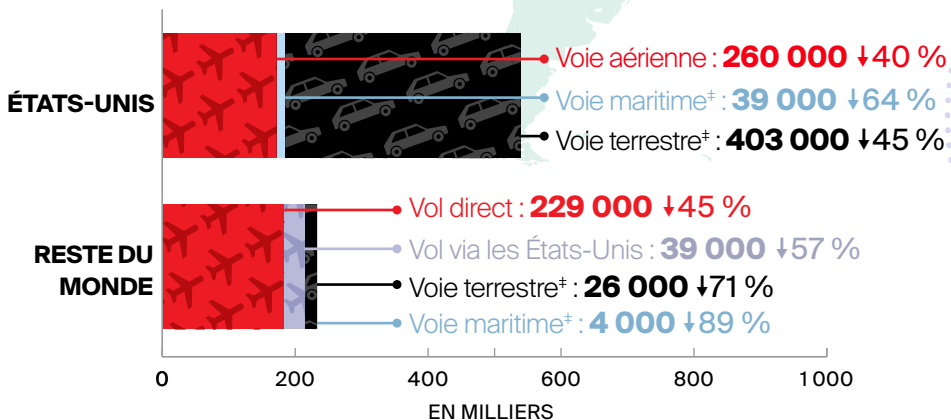 ÉTATS-UNIS
Voie aérienne : 260 000 ↓40 %
Voie maritime‡ : 39 000 ↓64 %
Voie terrestre‡ : 403 000 ↓45 %
RESTE DU
MONDE
Vol direct : 229 000 ↓45 %
Vol via les États-Unis : 39 000 ↓57 %
Voie terrestre‡ : 26 000 ↓71 %
Voie maritime‡ : 4 000 ↓89 %
0 200 400 600 800 1 000
EN MILLIERS